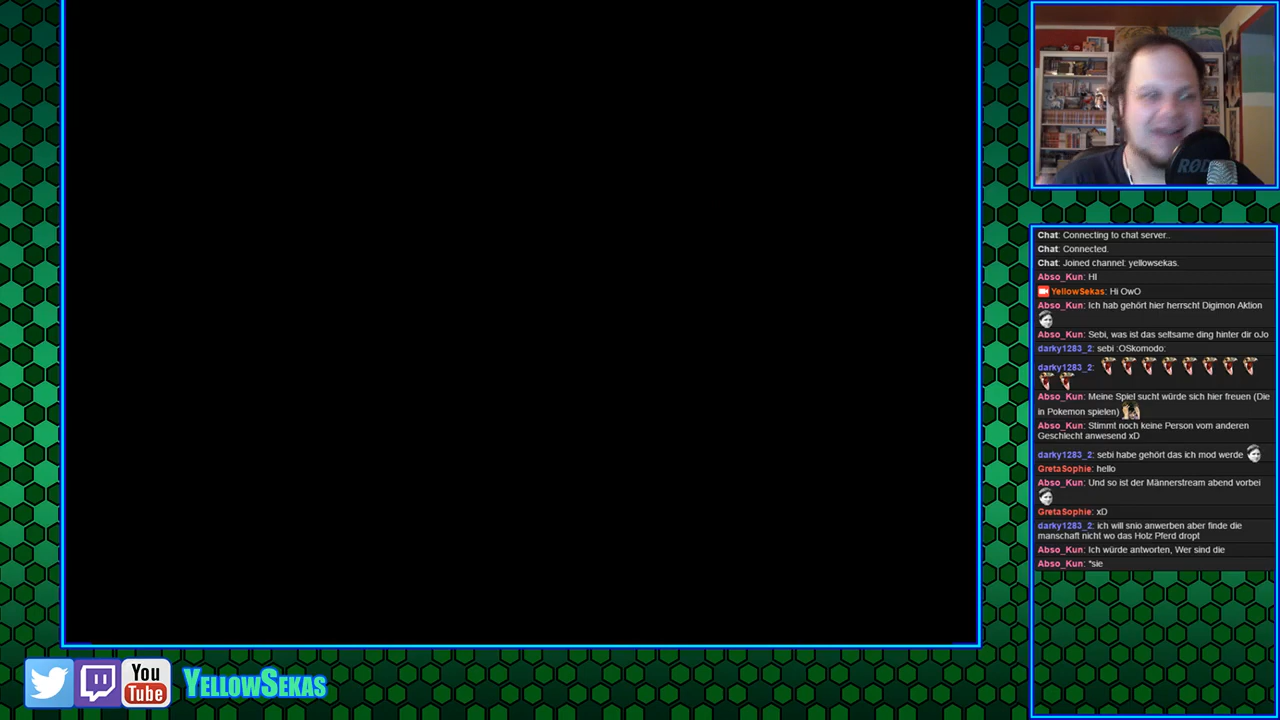 RØD
Chat: Connecting to chat server..
Chat: Connected.
Chat: Joined channel: yellowsekas.
Abso_Kun: HI
YellowSekas: Hi OwO
Abso_Kun: Ich hab gehört hier herrscht Digimon Aktion
Abso_Kun: Sebi, was ist das seltsame ding hinter dir oJo
darky1283_2: sebi :OSkomodo:
darky1283_2:
Abso_Kun: Meine Spiel sucht würde sich hier freuen (Die
in Pokemon spielen)
Abso_Kun: Stimmt noch keine Person vom anderen
Geschlecht anwesend xD
darky1283_2: sebi habe gehört das ich mod werde
GretaSophie: hello
Abso_Kun: Und so ist der Männerstream abend vorbei
GretaSophie: xD
darky1283_2: ich will snio anwerben aber finde die
manschaft nicht wo das Holz Pferd dropt
Abso_Kun: Ich würde antworten, Wer sind die
Abso_Kun: *sie
You
Tube
YellowSekas